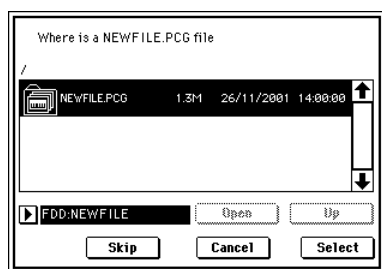 Where is a NEWFILE.PCG file
/
NEWFILE.PCG 1.3M 26/11/2001 14:00:00
FDD:NEWFILE Open Up
Skip Cancel Select